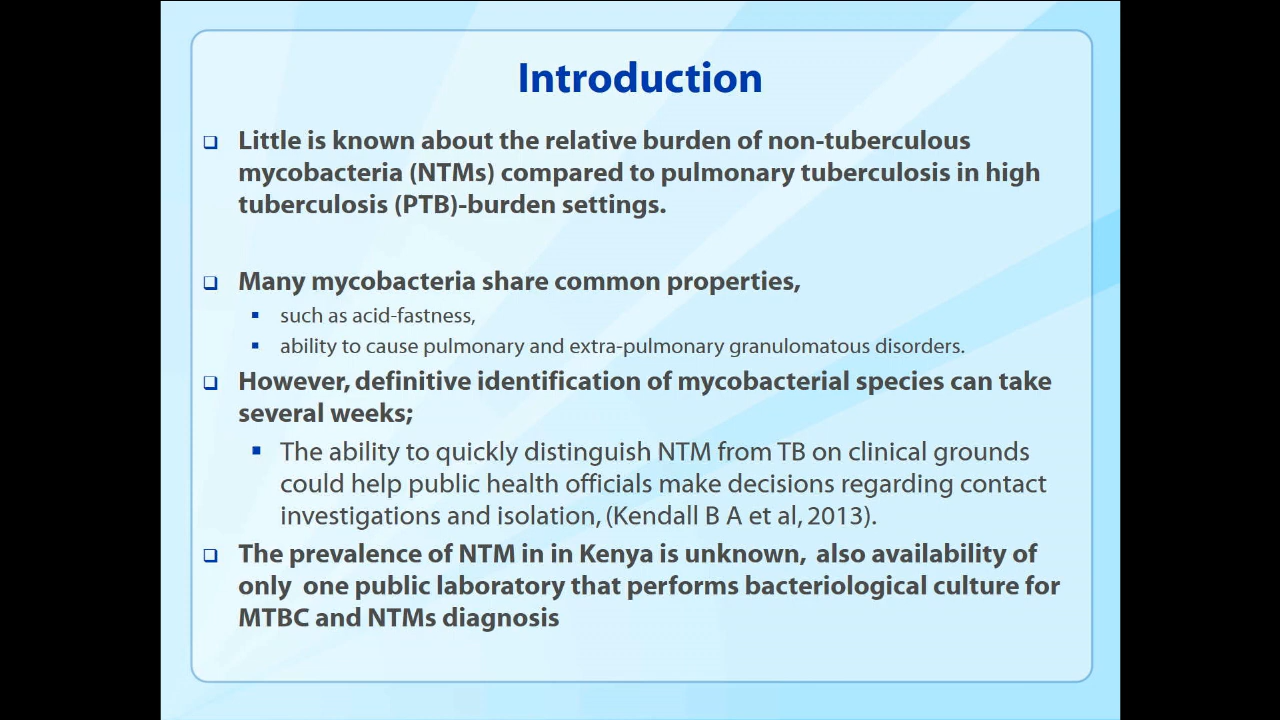 Introduction
Little is known about the relative burden of non-tuberculous
mycobacteria (NTMs) compared to pulmonary tuberculosis in high
tuberculosis (PTB)-burden settings.
Many mycobacteria share common properties,
such as acid-fastness,
ability to cause pulmonary and extra-pulmonary granulomatous disorders.
However, definitive identification of mycobacterial species can take
several weeks;
The ability to quickly distinguish NTM from TB on clinical grounds
could help public health officials make decisions regarding contact
investigations and isolation, (Kendall B A et al, 2013).
The prevalence of NTM in in Kenya is unknown,  also availability of
only  one public laboratory that performs bacteriological culture for
MTBC and NTMs diagnosis